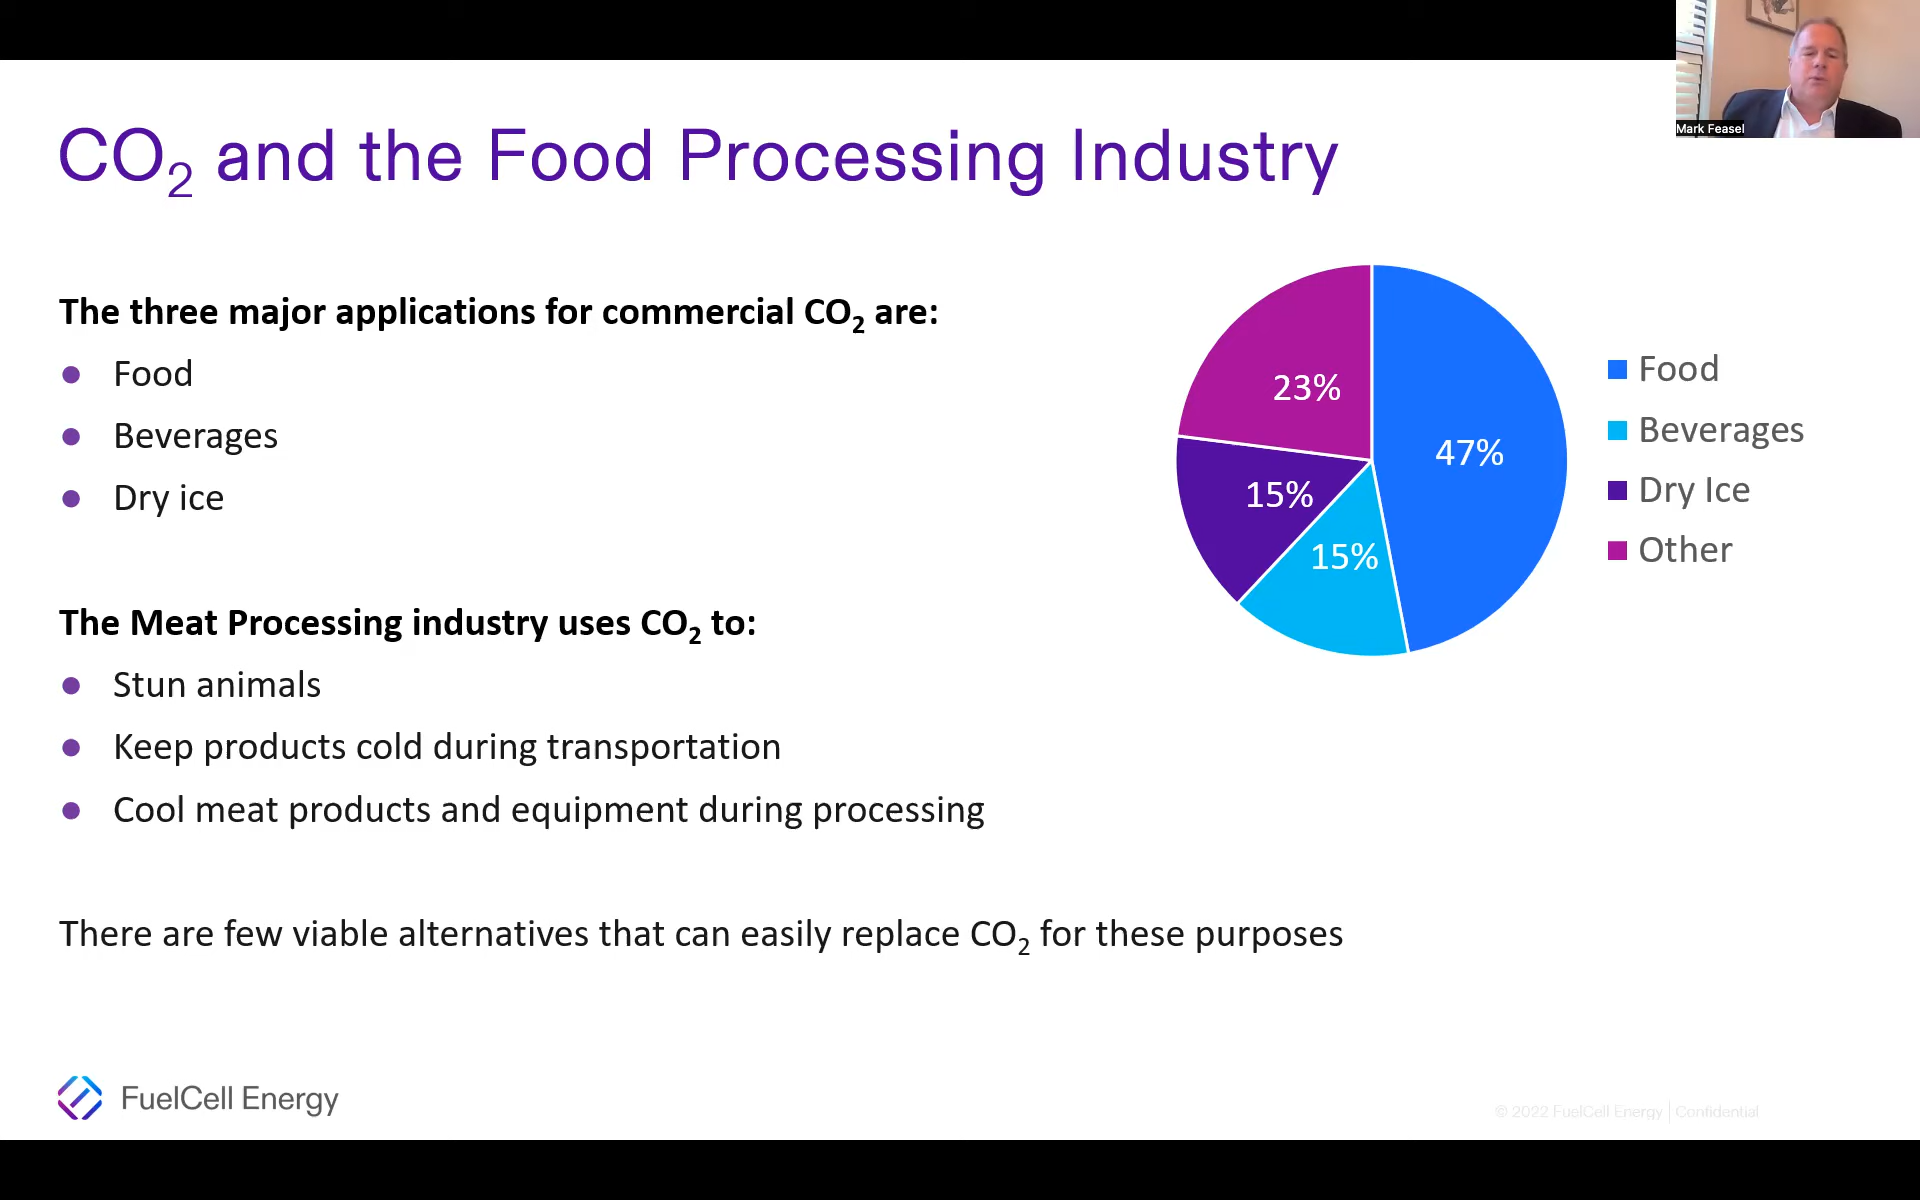 Mark Feasel
CO₂ and the Food Processing Industry
The three major applications for commercial CO₂ are:
Food
Beverages
Dry ice
The Meat Processing industry uses CO₂ to:
Stun animals
Keep products cold during transportation
Cool meat products and equipment during processing
There are few viable alternatives that can easily replace CO₂ for these purposes
23%
47%
15%
15%
Food
Beverages
Dry Ice
Other
FuelCell Energy
© 2022 FuelCell Energy | Confidential